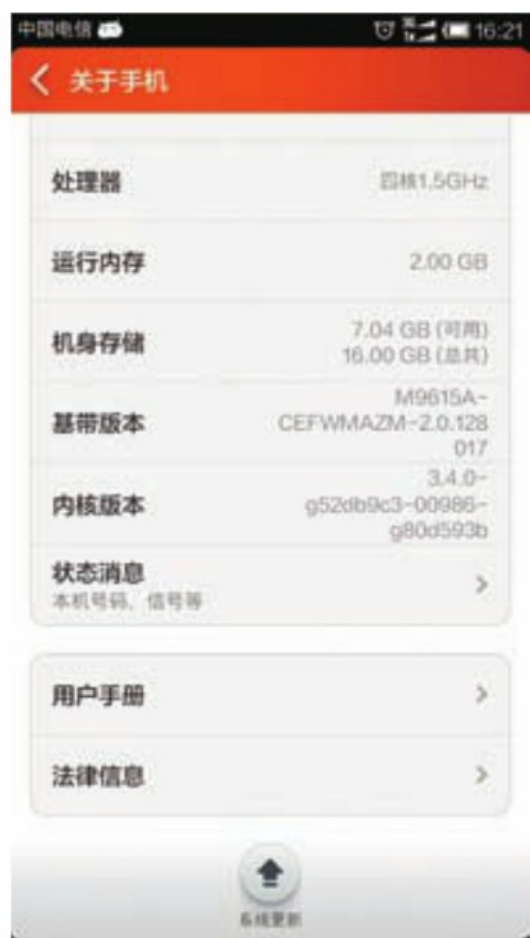 中国电信
3G
1x
16:21
关于手机
处理器
四核1.5GHz
运行内存
2.00 GB
机身存储
7.04 GB (可用)
16.00 GB (总共)
基带版本
M9615A-
CEFWMAZM-2.0.128
017
内核版本
3.4.0-
g52db9c3-00986-
g80d593b
状态消息
本机号码、信号等
用户手册
法律信息
系统更新